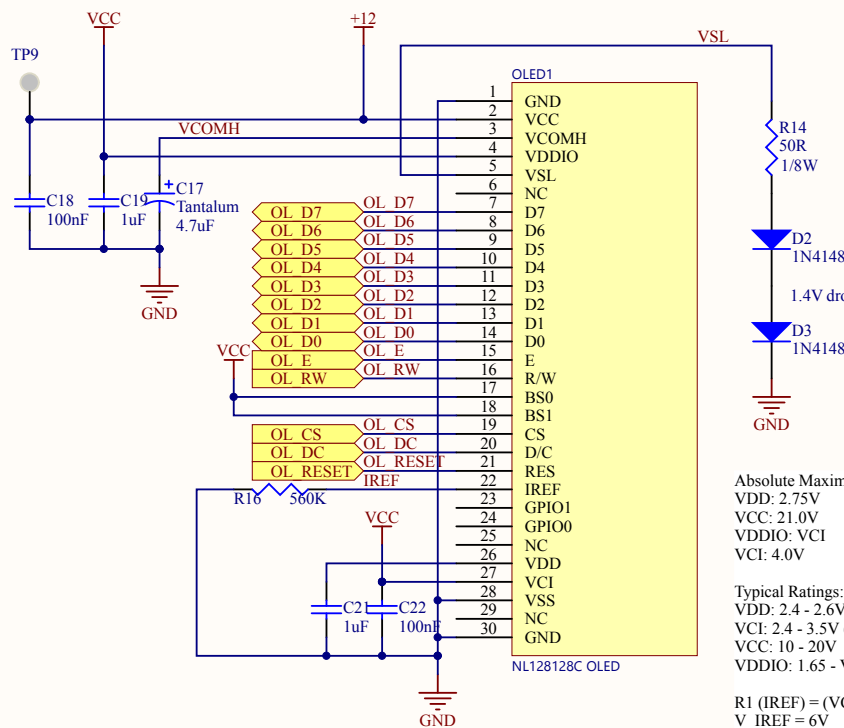 VCC
+12
VSL
TP9
OLED1
1 GND
2 VCC
VCOMH 3 VCOMH
4 VDDIO
5 VSL
6 NC
R14
50R
1/8W
C18
100nF
C19
1uF
C17
Tantalum
4.7uF
+
GND
OL_D7 OL_D7 7 D7
OL_D6 OL_D6 8 D6
OL_D5 OL_D5 9 D5
OL_D4 OL_D4 10 D4
OL_D3 OL_D3 11 D3
OL_D2 OL_D2 12 D2
OL_D1 OL_D1 13 D1
OL_D0 OL_D0 14 D0
OL_E OL_E 15 E
OL_RW OL_RW 16 R/W
VCC
17 BS0
18 BS1
OL_CS OL_CS 19 CS
OL_DC OL_DC 20 D/C
OL_RESET OL_RESET 21 RES
R16 560K IREF 22 IREF
23 GPIO1
24 GPIO0
VCC
25 NC
26 VDD
27 VCI
28 VSS
29 NC
30 GND
C21
1uF
C22
100nF
NL128128C OLED
GND
D2
1N4148
1.4V
D3
1N4148
GND
Absolute
VDD: 2.75V
VCC: 21.0V
VDDIO: VCI
VCI: 4.0V
Typical Ratings:
VDD: 2.4 - 2.6V
VCI: 2.4 - 3.5V
VCC: 10 - 20V
VDDIO: 1.65 -
R1 (IREF) =
V_IREF = 6V